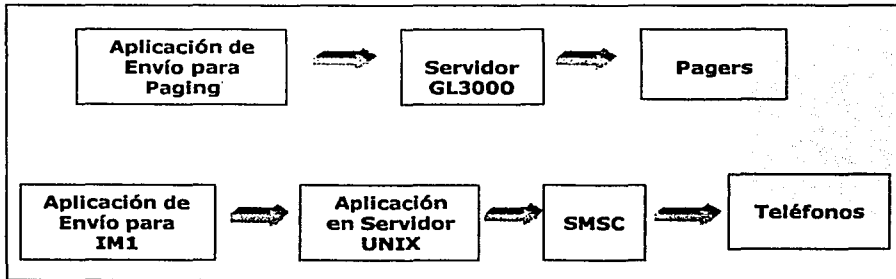 Aplicación de
Envío para
Paging
Servidor
GL3000
Pagers
Aplicación de
Envío para
IM1
Aplicación
en Servidor
UNIX
SMSC
Teléfonos